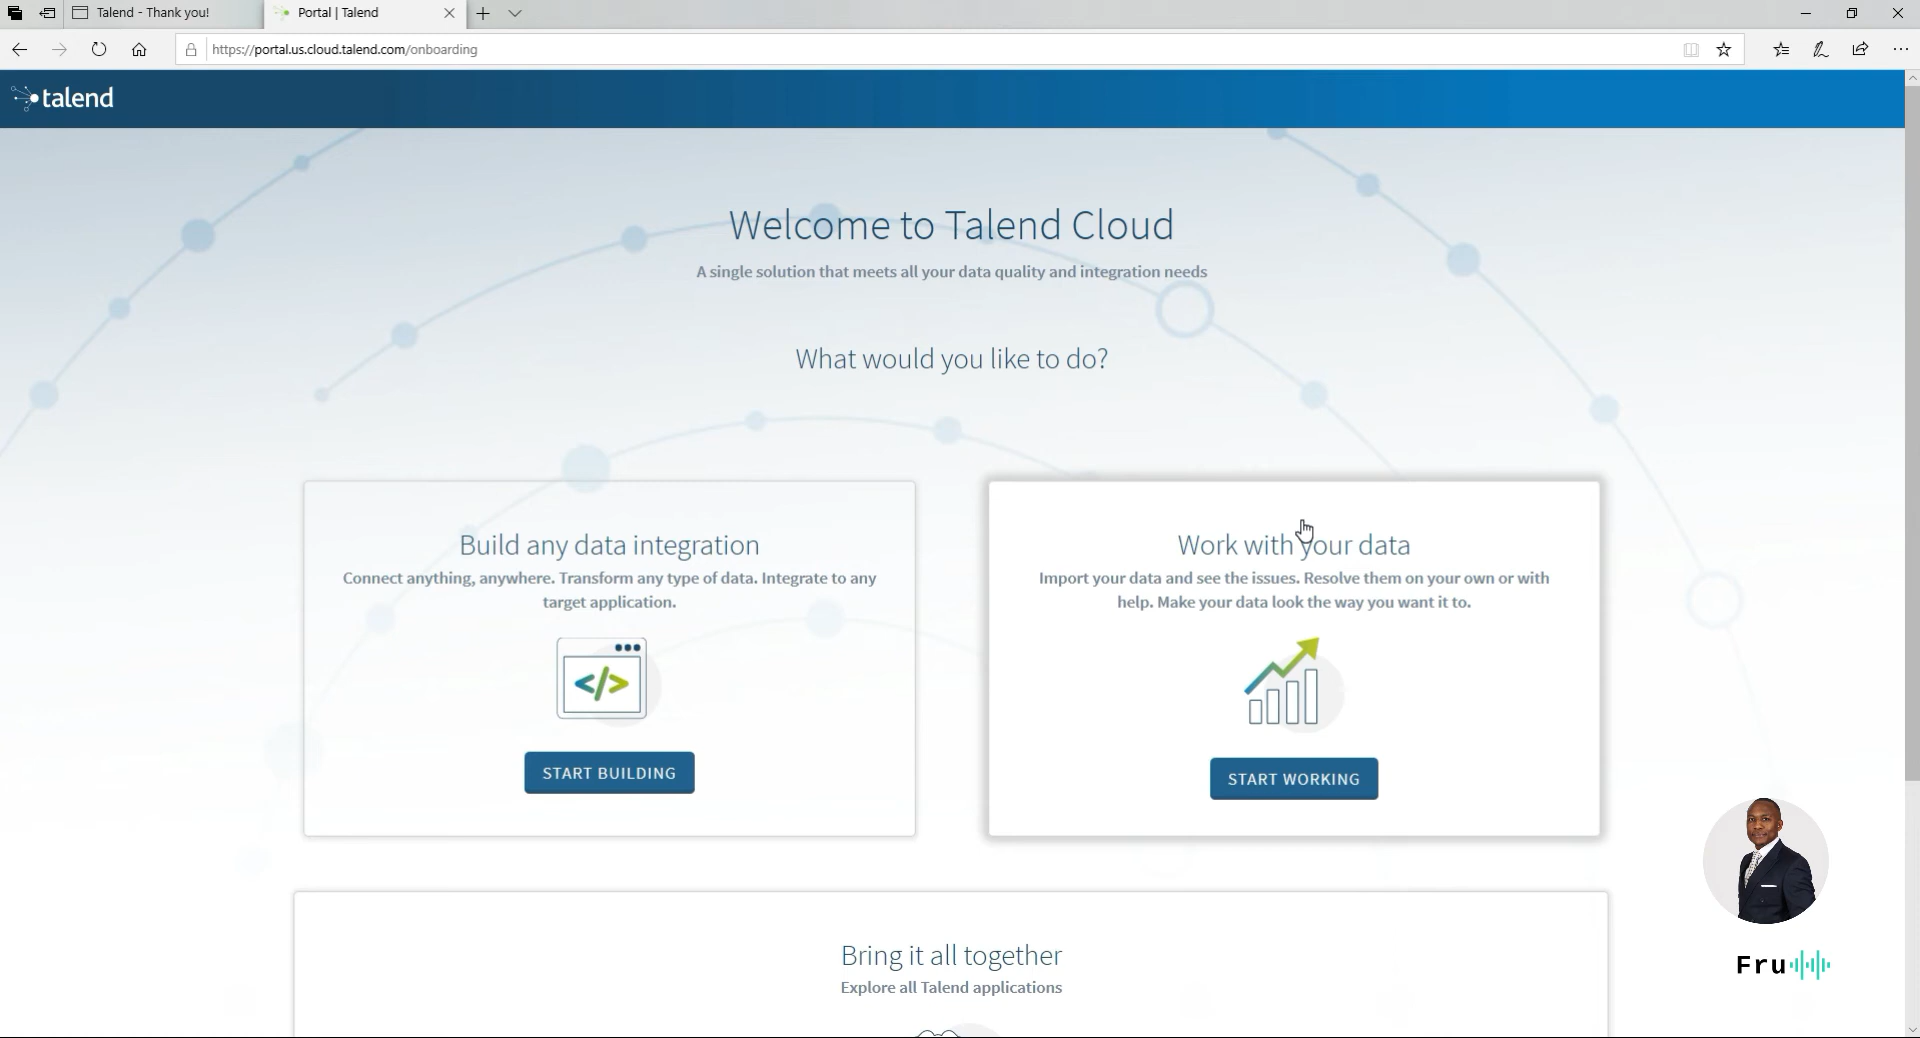 Talend - Thank you!
Portal | Talend
https://portal.us.cloud.talend.com/onboarding
talend
Welcome to Talend Cloud
A single solution that meets all your data quality and integration needs
What would you like to do?
Build any data integration
Connect anything, anywhere. Transform any type of data. Integrate to any
target application.
</>
START BUILDING
Work with your data
Import your data and see the issues. Resolve them on your own or with
help. Make your data look the way you want it to.
START WORKING
Bring it all together
Explore all Talend applications
Fru